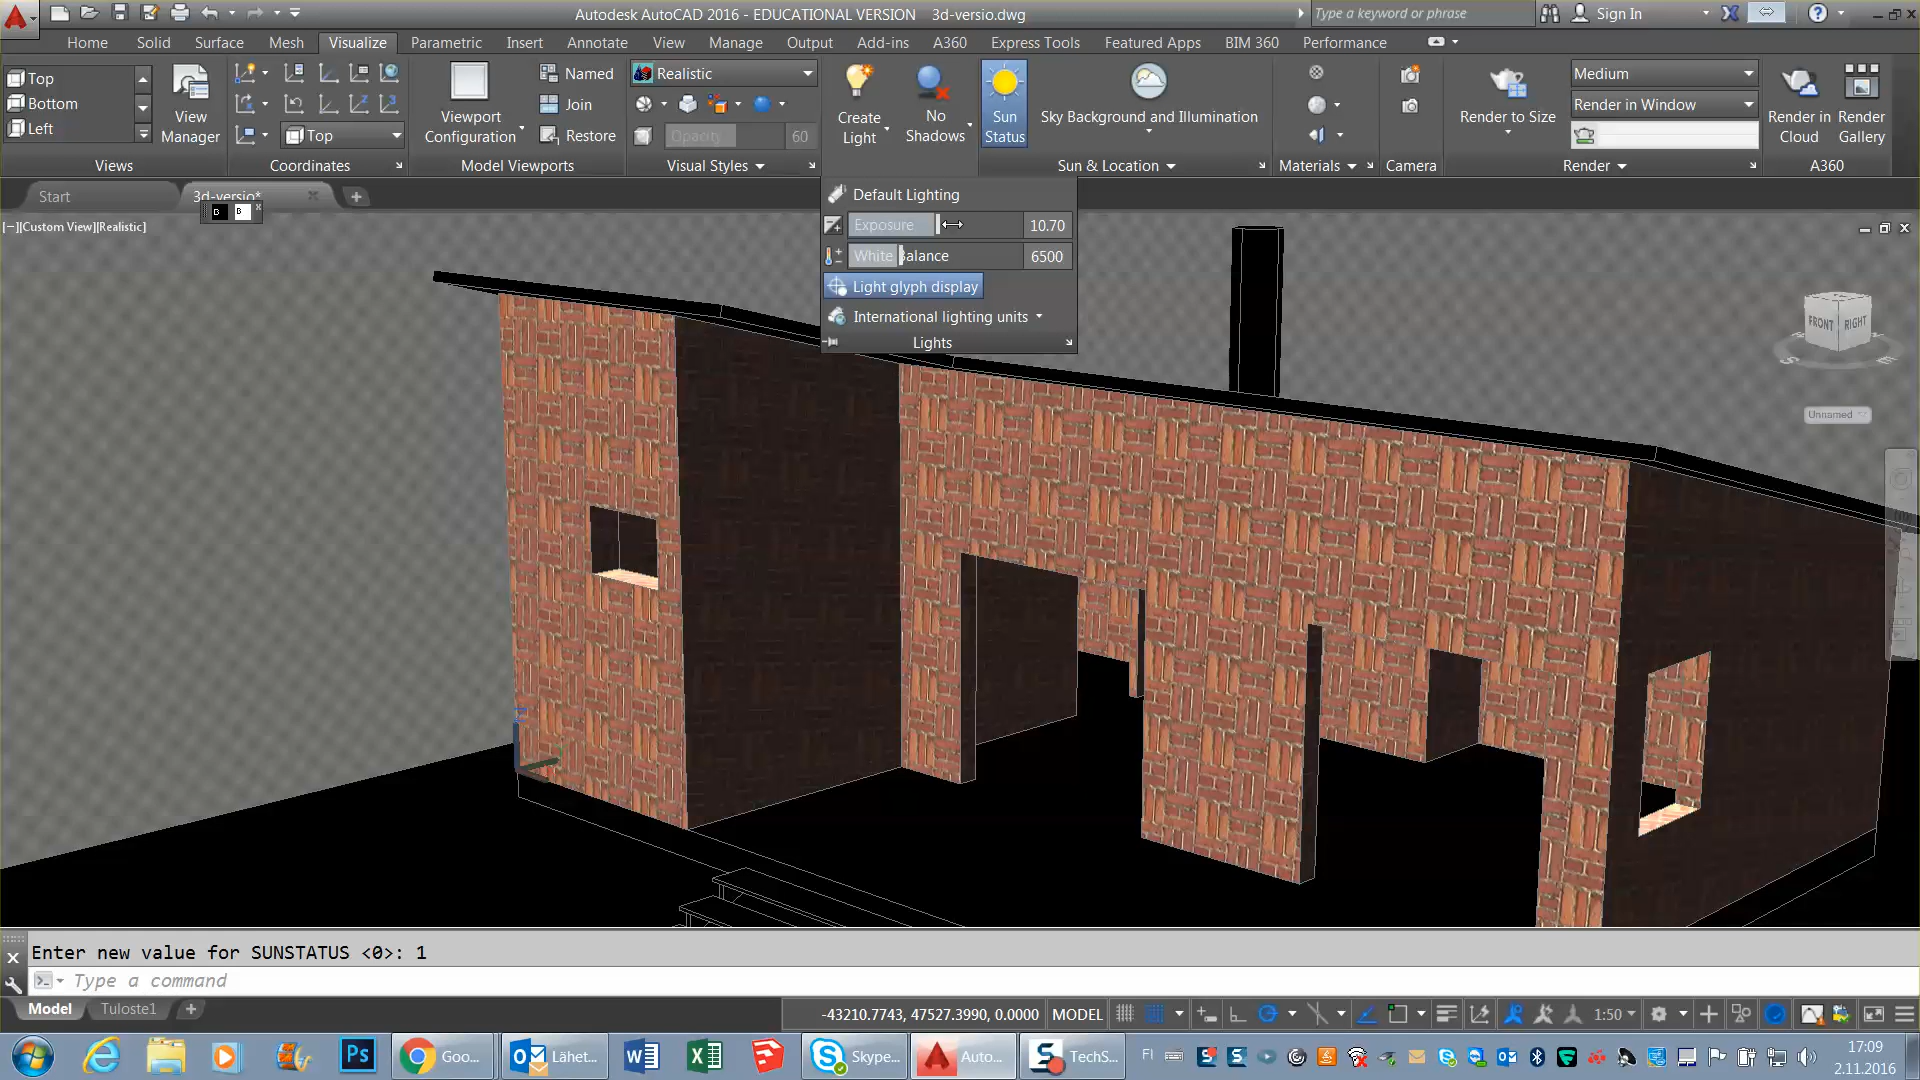 Autodesk AutoCAD 2016 - EDUCATIONAL VERSION 3d-versio.dwg
Type a keyword or phrase
Sign In
Home Solid Surface Mesh Visualize Parametric Insert Annotate View Manage Output Add-ins A360 Express Tools Featured Apps BIM 360 Performance
Top
Bottom
Left
View
Manager
Views
Top
Coordinates
Viewport
Configuration
Named
Join
Restore
Model Viewports
Realistic
Opacity 60
Visual Styles
Create
Light
No
Shadows
Sun
Status
Sky Background and Illumination
Sun & Location
Materials
Camera
Render to Size
Medium
Render in Window
Render
Render in
Cloud
Render
Gallery
A360
Start
3d-versio*
B B
[−][Custom View][Realistic]
Default Lighting
Exposure 10.70
White Balance 6500
Light glyph display
International lighting units
Lights
FRONT RIGHT
S E
Unnamed
Z
Enter new value for SUNSTATUS <0>: 1
Type a command
Model Tuloste1
-43210.7743, 47527.3990, 0.0000 MODEL 1:50
Ps Goo... Lähet... Skype... Auto... TechS... FI
17:09
2.11.2016